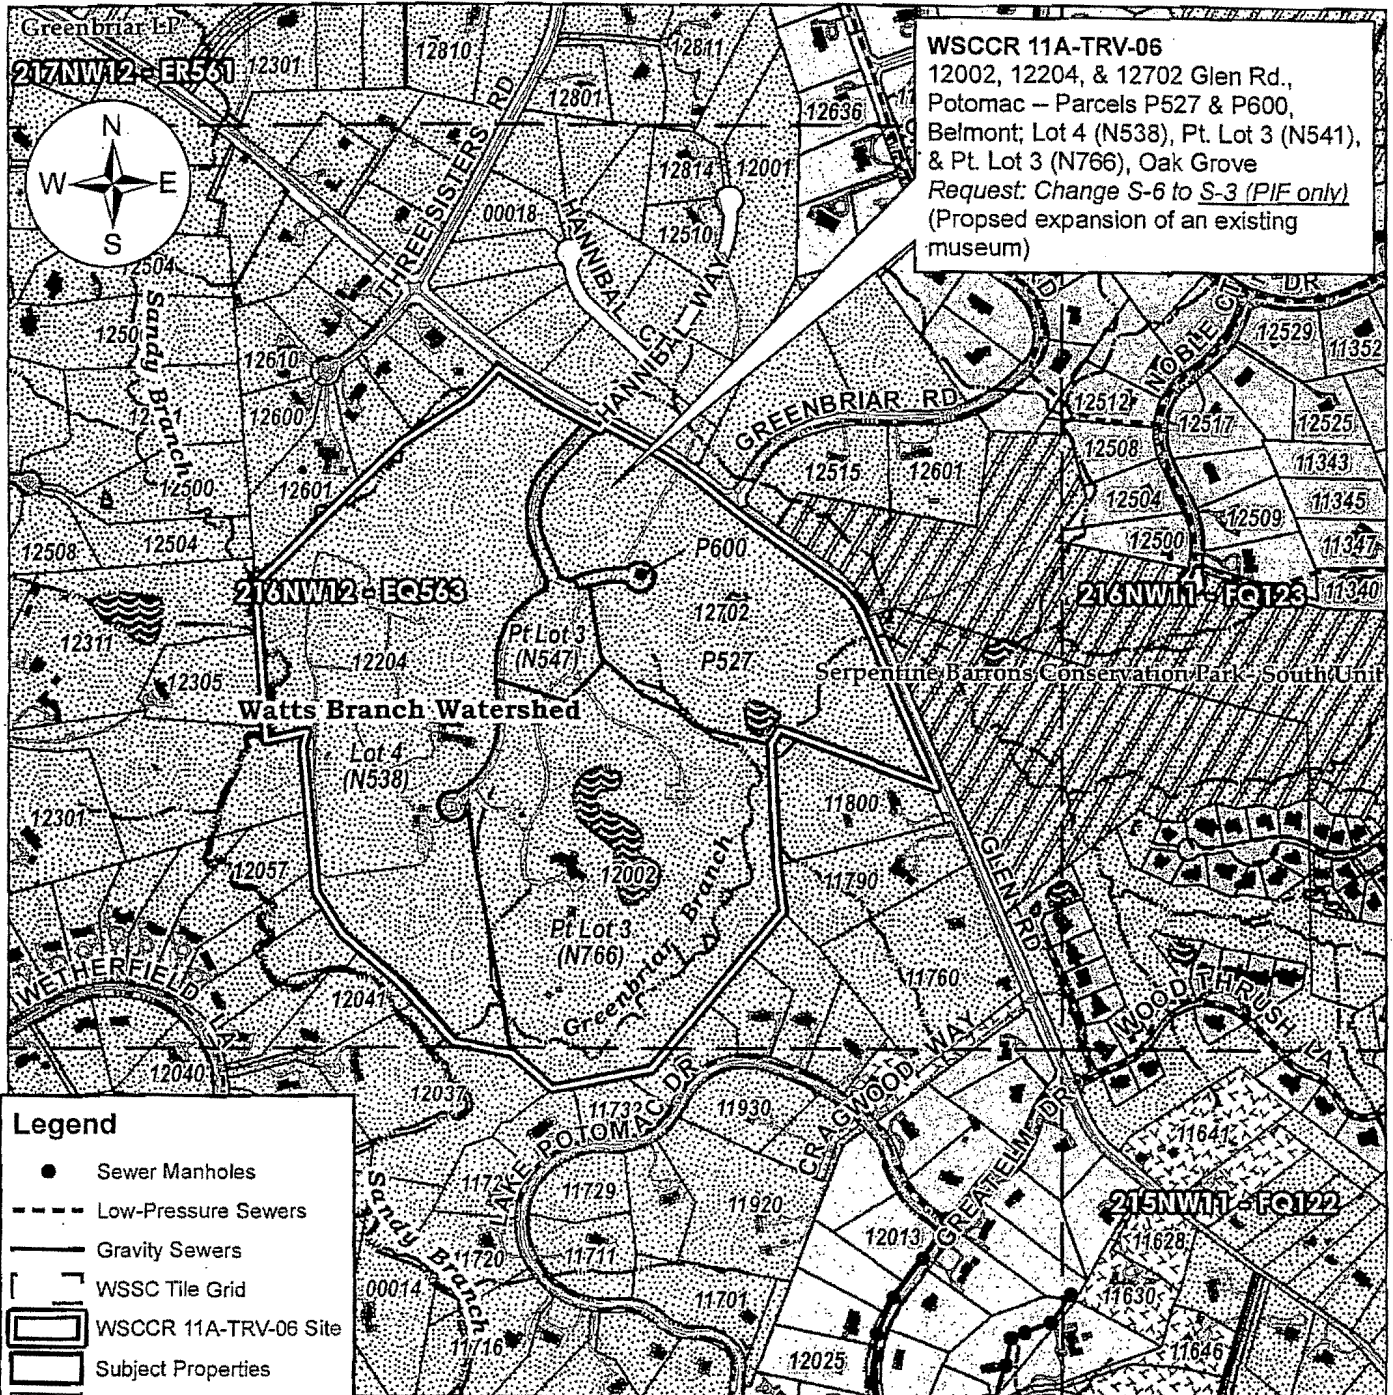 Greenbriar LP
217NW12 - ER561
12301
12810
12811
12801
THREE SISTERS RD
12636
WSCCR 11A-TRV-06
12002, 12204, & 12702 Glen Rd.,
Potomac – Parcels P527 & P600,
Belmont; Lot 4 (N538), Pt. Lot 3 (N541),
& Pt. Lot 3 (N766), Oak Grove
Request: Change S-6 to S-3 (PIF only)
(Propsed expansion of an existing
museum)
N
W
E
S
12814
12001
00018
12510
HANNIBAL
HANNIBAL WAY
12504
Sandy Branch
12610
12600
12601
12500
12508
12504
GREENBRIAR RD
12515
12601
NOBLE CT
DR
12529
11352
12512
12517
12525
12508
11343
12504
11345
12509
12500
11347
11340
216NW12 - EQ563
216NW11 - FQ123
P600
12702
P527
Pt Lot 3
(N547)
12204
12311
12305
Serpentine Barrons Conservation Park- South Unit
Watts Branch Watershed
Lot 4
(N538)
12301
11800
12002
11790
12057
Pt Lot 3
(N766)
Greenbriar Branch
GLEN RD
11760
WETHERFIELD LA
12041
12040
12037
WOOD THRUSH LA
CRAGWOOD WAY
LAKE POTOMAC DR
11732
11930
GREAT ELM DR
11641
215NW11 - FQ122
11729
11920
11720
11711
12013
11628
00014
11701
11630
Sandy Branch
11716
12025
11646
Legend
Sewer Manholes
Low-Pressure Sewers
Gravity Sewers
WSSC Tile Grid
WSCCR 11A-TRV-06 Site
Subject Properties